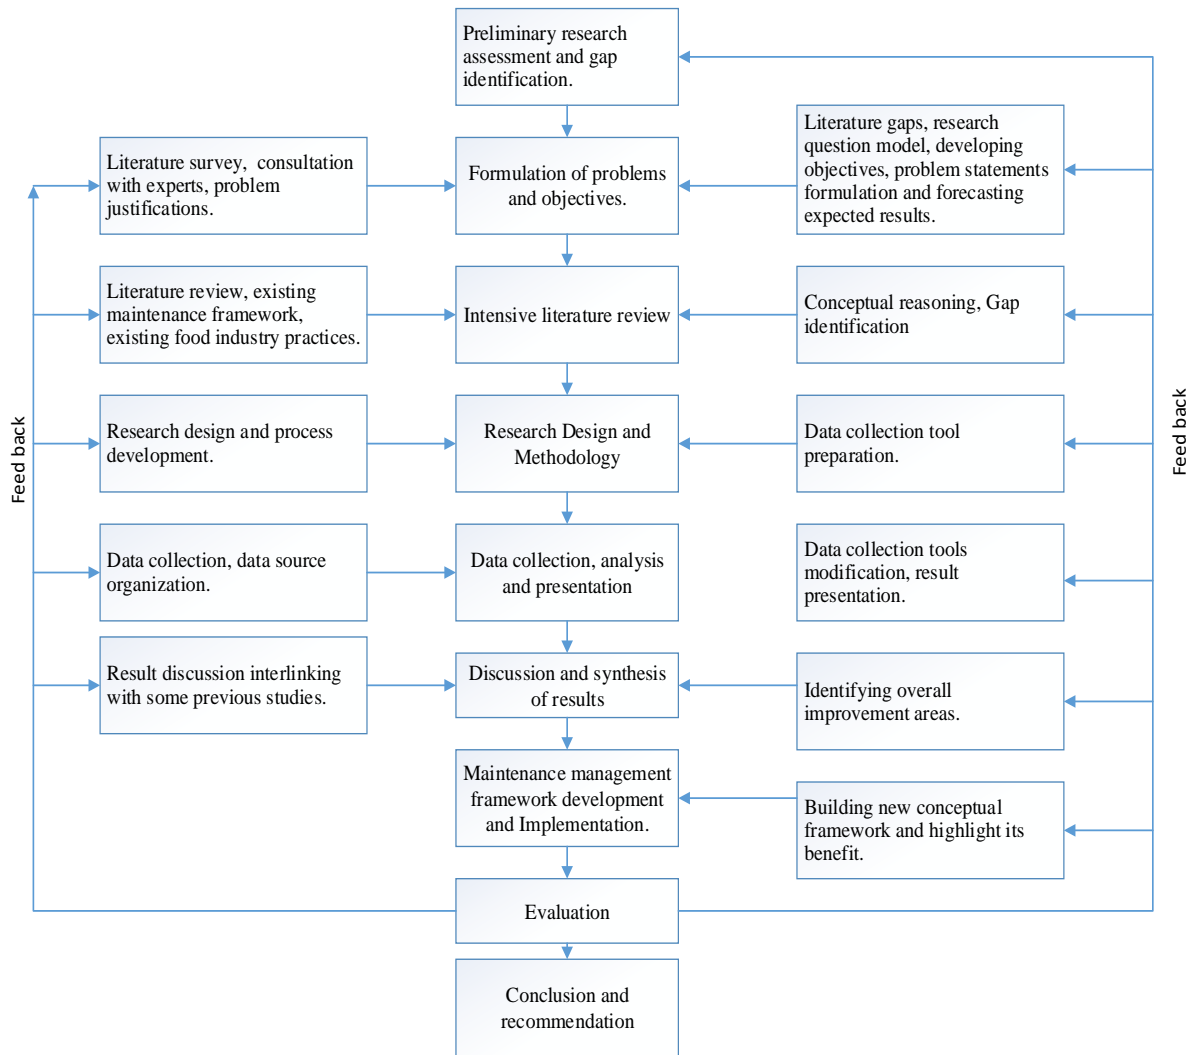 Preliminary research
assessment and gap
identification.
Literature survey,  consultation
with experts, problem
justifications.
Formulation of problems
and objectives.
Literature gaps, research
question model, developing
objectives, problem statements
formulation and forecasting
expected results.
Literature review, existing
maintenance framework,
existing food industry practices.
Intensive literature review
Conceptual reasoning, Gap
identification
Feed back
Research design and process
development.
Research Design and
Methodology
Data collection tool
preparation.
Feed back
Data collection, data source
organization.
Data collection, analysis
and presentation
Data collection tools
modification, result
presentation.
Result discussion interlinking
with some previous studies.
Discussion and synthesis
of results
Identifying overall
improvement areas.
Maintenance management
framework development
and Implementation.
Building new conceptual
framework and highlight its
benefit.
Evaluation
Conclusion and
recommendation